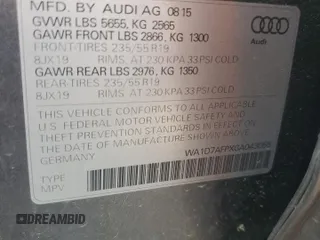 MFD. BY AUDI AG 08 15
GVWR LBS 5655, KG 2565
GAWR FRONT LBS 2866, KG 1300
FRONT-TIRES 235/55 R19
8JX19 RIMS AT 230 KPA 33 PSI COLD
GAWR REAR LBS 2976, KG 1350
REAR-TIRES 235/55 R19
8JX19 RIMS AT 230 KPA 33 PSI COLD
Audi
THIS VEHICLE CONFORMS TO ALL APPLICABLE
U.S. FEDERAL MOTOR VEHICLE SAFETY AND
THEFT PREVENTION STANDARDS IN EFFECT ON
THE DATE OF MANUFACTURE SHOWN ABOVE.
GERMANY
TYPE
MPV
DREAMBID